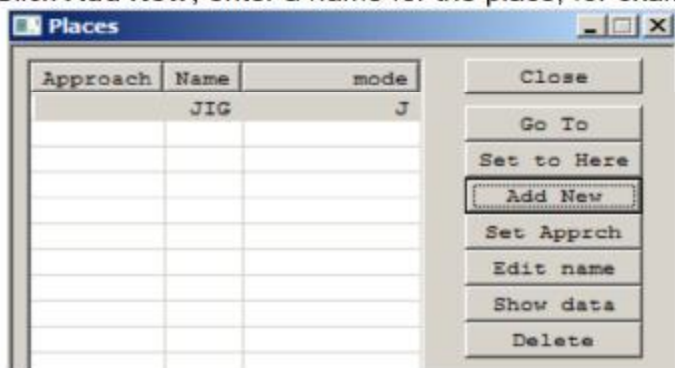 Places
Approach Name mode
JIG J
Close
Go To
Set to Here
Add New
Set Apprch
Edit name
Show data
Delete